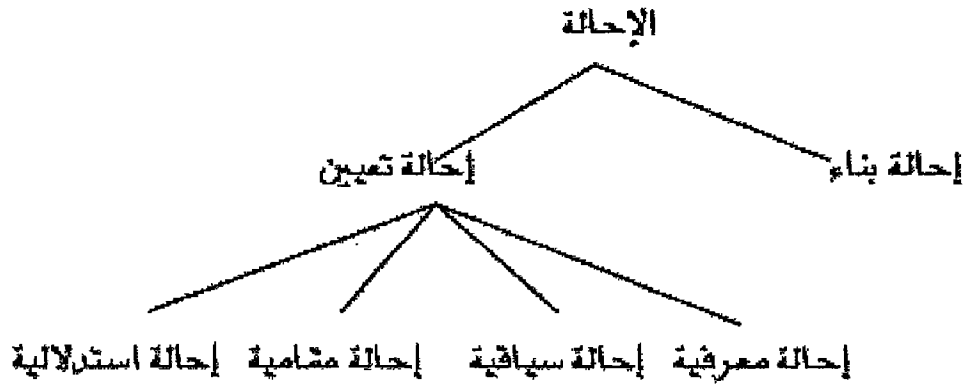 الإحالة
إحالة بناء إحالة تعيين
إحالة معرفية إحالة سياقية إحالة مقامية إحالة استدلالية